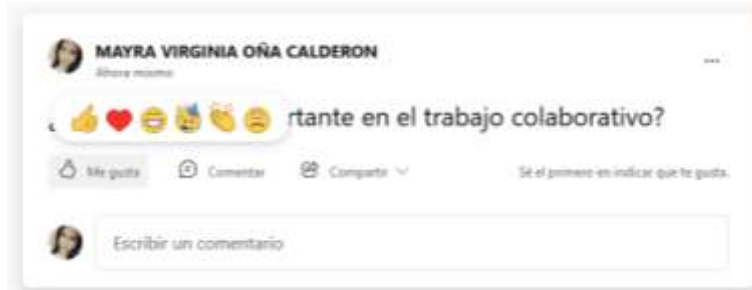 MAYRA VIRGINIA OÑA CALDERON
Ahora mismo
rtante en el trabajo colaborativo?
Me gusta Comentar Compartir Sé el primero en indicar que te gusta.
Escribir un comentario